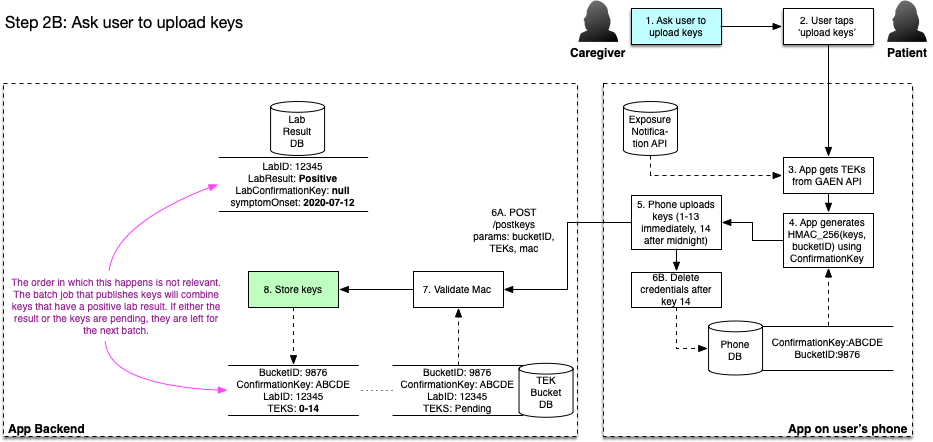 Step 2B: Ask user to upload keys
Caregiver
1. Ask user to
upload keys
2. User taps
‘upload keys’
Patient
Lab
Result
DB
LabID: 12345
LabResult: Positive
LabConfirmationKey: null
symptomOnset: 2020-07-12
The order in which this happens is not relevant.
The batch job that publishes keys will combine
keys that have a positive lab result. If either the
result or the keys are pending, they are left for
the next batch.
8. Store keys
7. Validate Mac
6A. POST
/postkeys
params: bucketID,
TEKs, mac
BucketID: 9876
ConfirmationKey: ABCDE
LabID: 12345
TEKS: 0-14
BucketID: 9876
ConfirmationKey: ABCDE
LabID: 12345
TEKS: Pending
TEK
Bucket
DB
App Backend
Exposure
Notifica-
tion API
3. App gets TEKs
from GAEN API
5. Phone uploads
keys (1-13
immediately, 14
after midnight)
4. App generates
HMAC_256(keys,
bucketID) using
ConfirmationKey
6B. Delete
credentials after
key 14
Phone
DB
ConfirmationKey:ABCDE
BucketID:9876
App on user’s phone